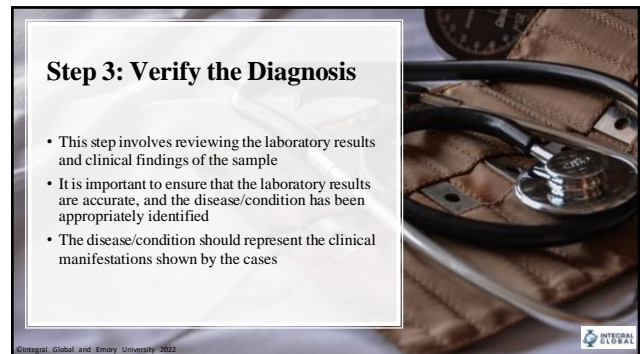 Step 3: Verify the Diagnosis
• This step involves reviewing the laboratory results
and clinical findings of the sample
• It is important to ensure that the laboratory results
are accurate, and the disease/condition has been
appropriately identified
• The disease/condition should represent the clinical
manifestations shown by the cases
©Integral Global and Emory University 2022
INTEGRAL
GLOBAL